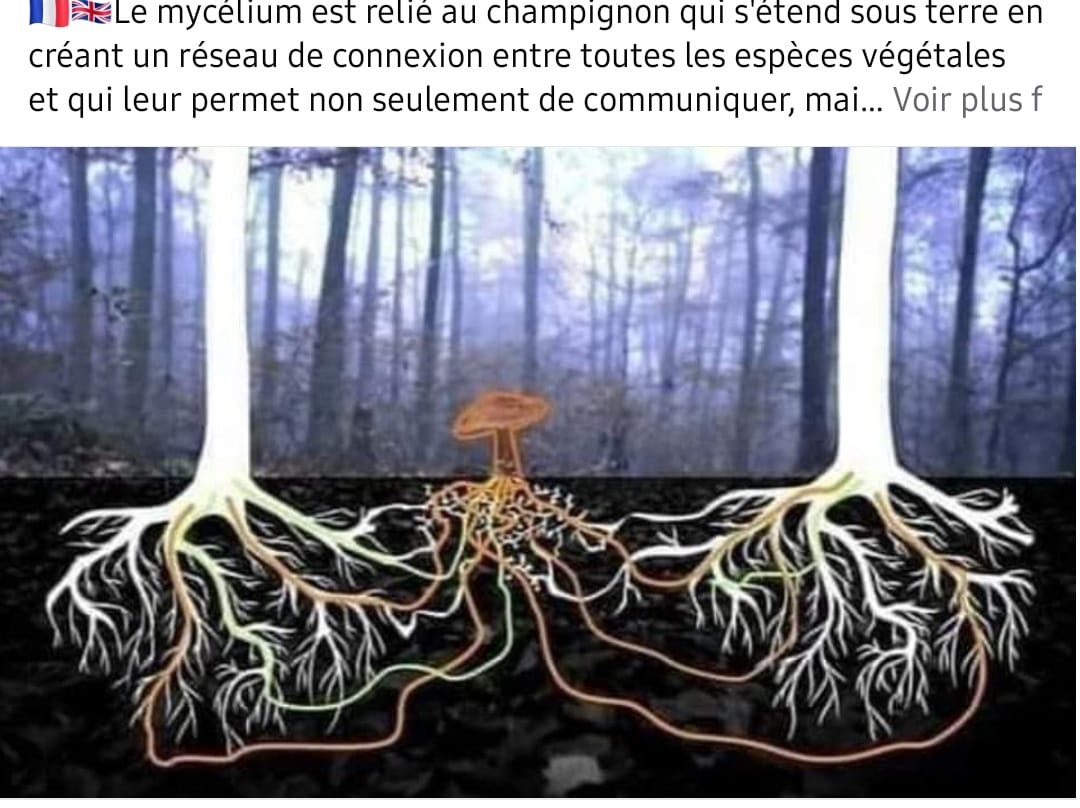 🇫🇷🇬🇧Le mycélium est relié au champignon qui s'étend sous terre en
créant un réseau de connexion entre toutes les espèces végétales
et qui leur permet non seulement de communiquer, mai... Voir plus f